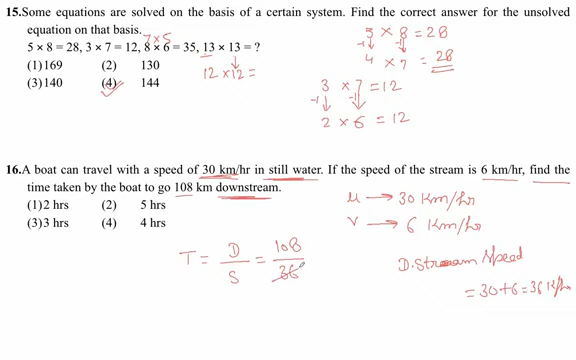 15.Some equations are solved on the basis of a certain system. Find the correct answer for the unsolved
equation on that basis.
7 × 5
5 × 8 = 28, 3 × 7 = 12, 8 × 6 = 35, 13 × 13 = ?
(1)169 (2) 130
(3)140 (4) 144
12 × 12 =
5 × 8 = 28
-1↓ -1↓
4 × 7 = 28
3 × 7 = 12
-1↓ -1↓
2 × 6 = 12
16.A boat can travel with a speed of 30 km/hr in still water. If the speed of the stream is 6 km/hr, find the
time taken by the boat to go 108 km downstream.
(1)2 hrs (2) 5 hrs
(3)3 hrs (4) 4 hrs
u → 30 Km/hr
v → 6 Km/hr
T = D/S = 108/36
D. Stream Speed
= 30+6 = 36 K/hr